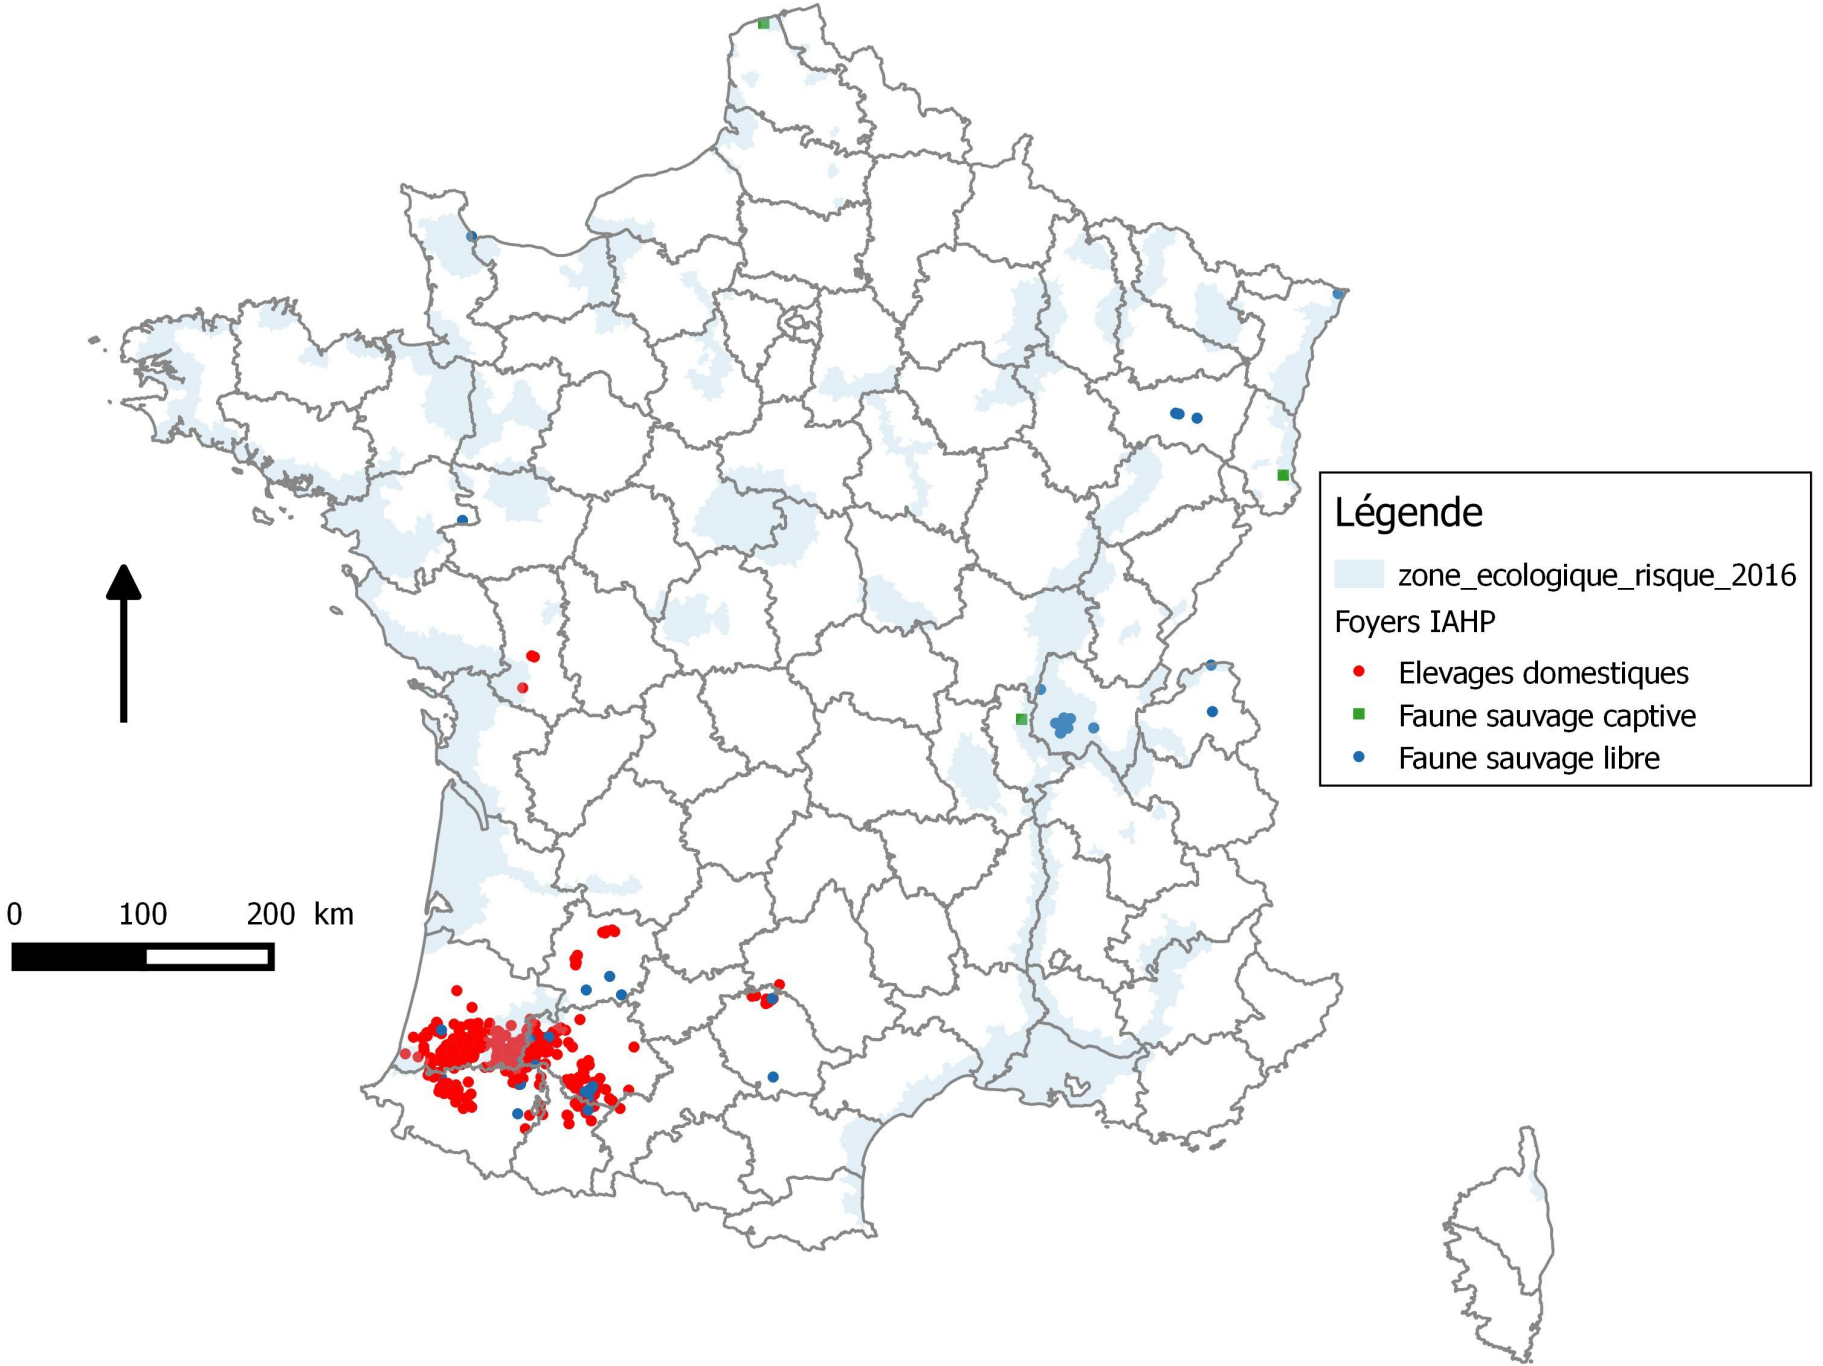 Légende
zone_ecologique_risque_2016
Foyers IAHP
Elevages domestiques
Faune sauvage captive
Faune sauvage libre
0 100 200 km